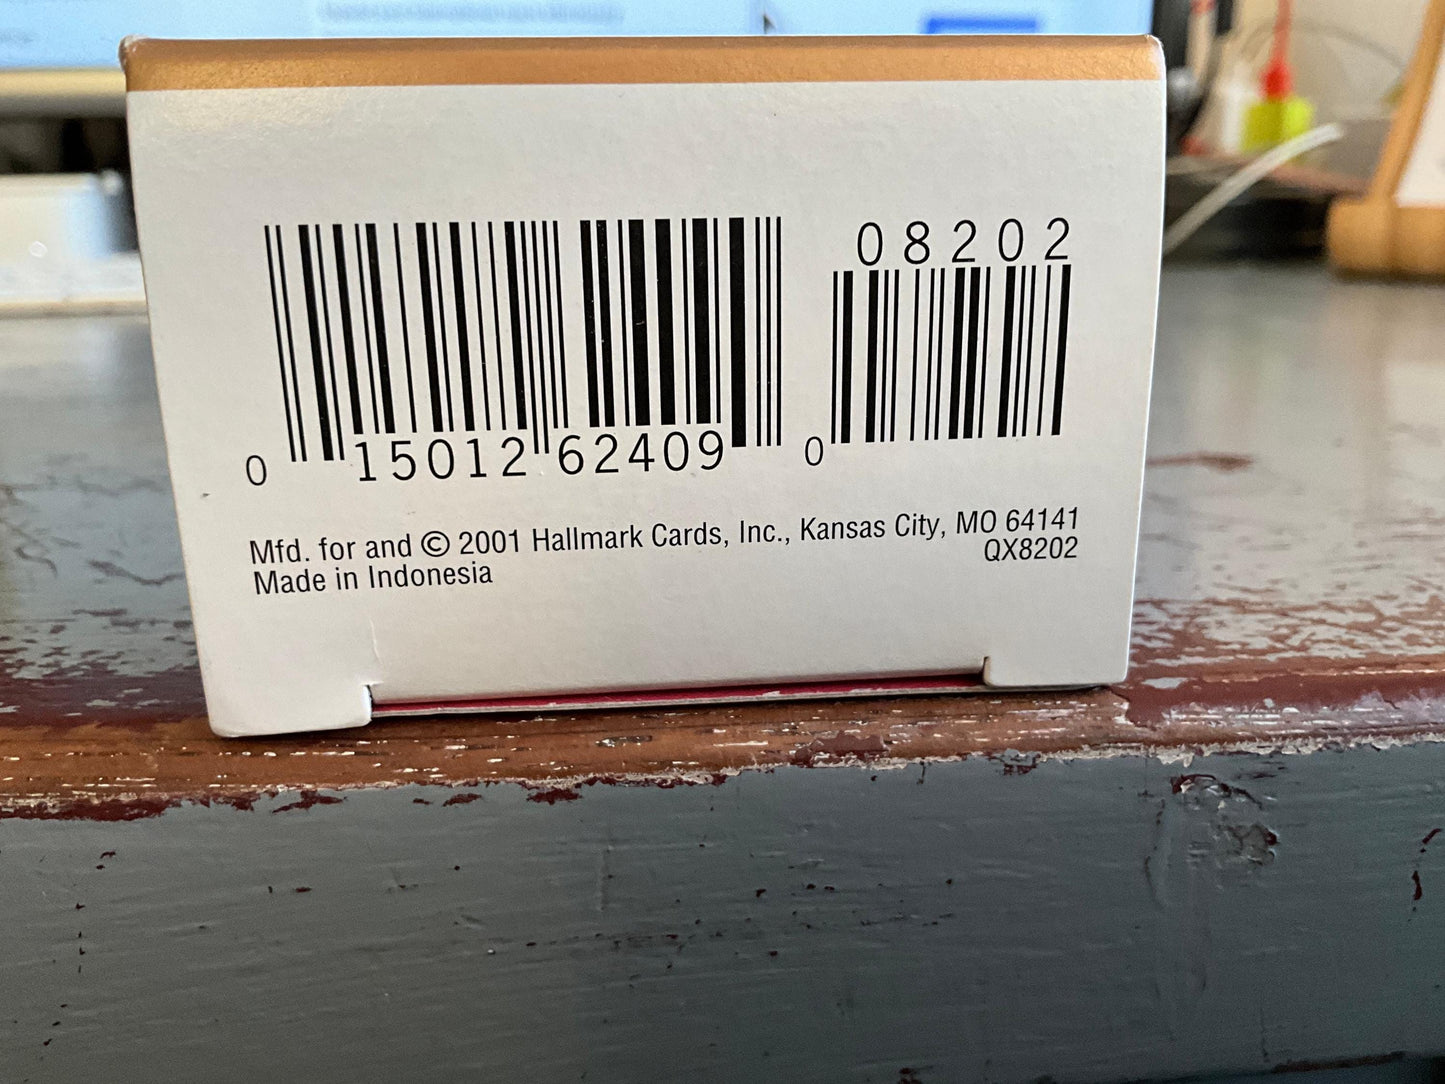 08202
0 15012 62409 0
Mfd. for and © 2001 Hallmark Cards, Inc., Kansas City, MO 64141
QX8202
Made in Indonesia